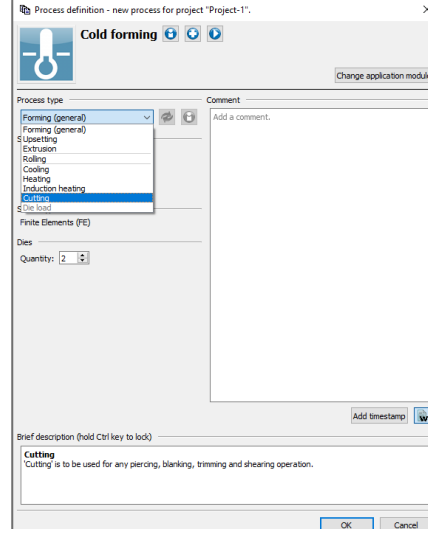 Process definition - new process for project "Project-1".
Cold forming
Change application module
Process type
Comment
Forming (general)
Add a comment.
Forming (general)
Upsetting
Extrusion
Rolling
Cooling
Heating
Induction heating
Cutting
Die load
Finite Elements (FE)
Dies
Quantity: 2
Add timestamp
Brief description (hold Ctrl key to lock)
Cutting
'Cutting' is to be used for any piercing, blanking, trimming and shearing operation.
OK
Cancel